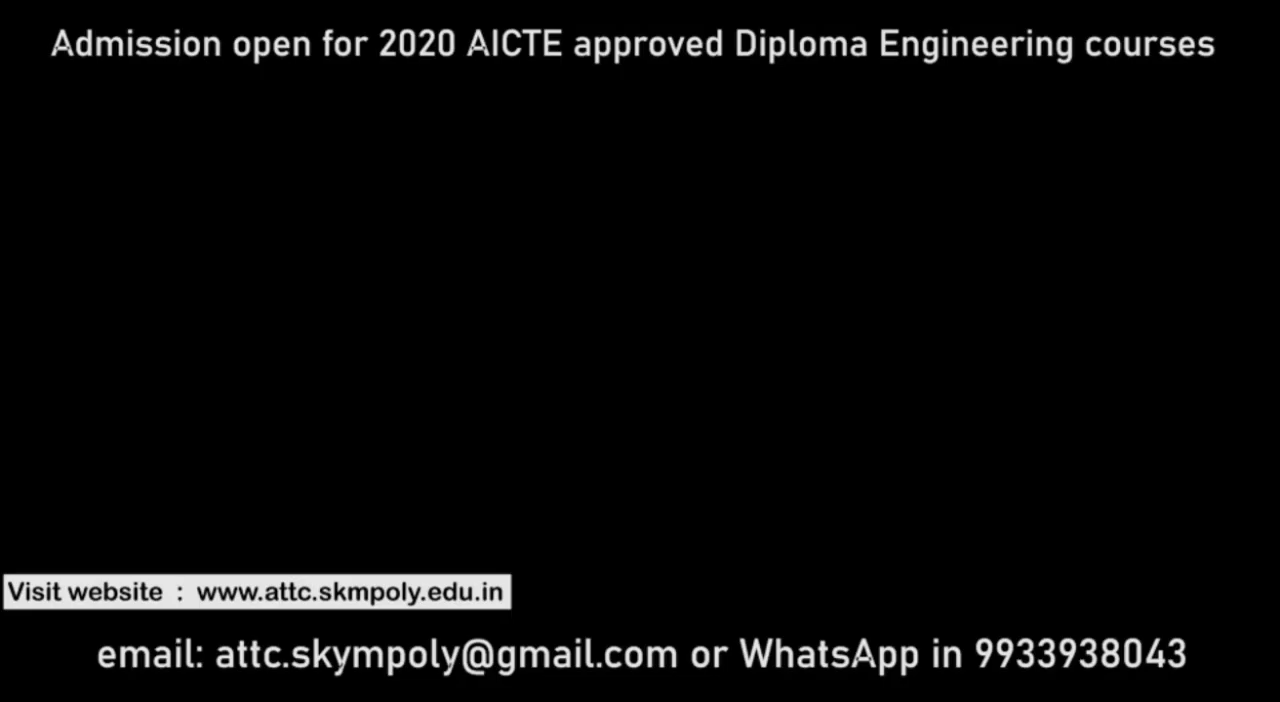 Admission open for 2020 AICTE approved Diploma Engineering courses
Visit website : www.attc.skmpoly.edu.in
email: attc.skympoly@gmail.com or WhatsApp in 9933938043